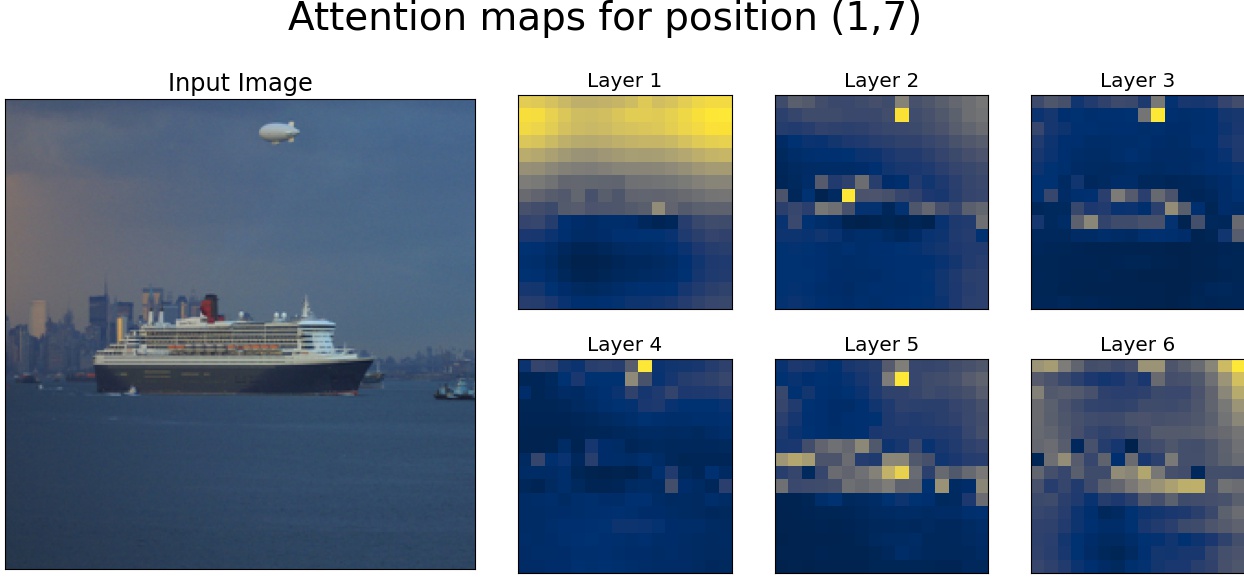 Attention maps for position (1,7)
Input Image
Layer 1
Layer 2
Layer 3
Layer 4
Layer 5
Layer 6